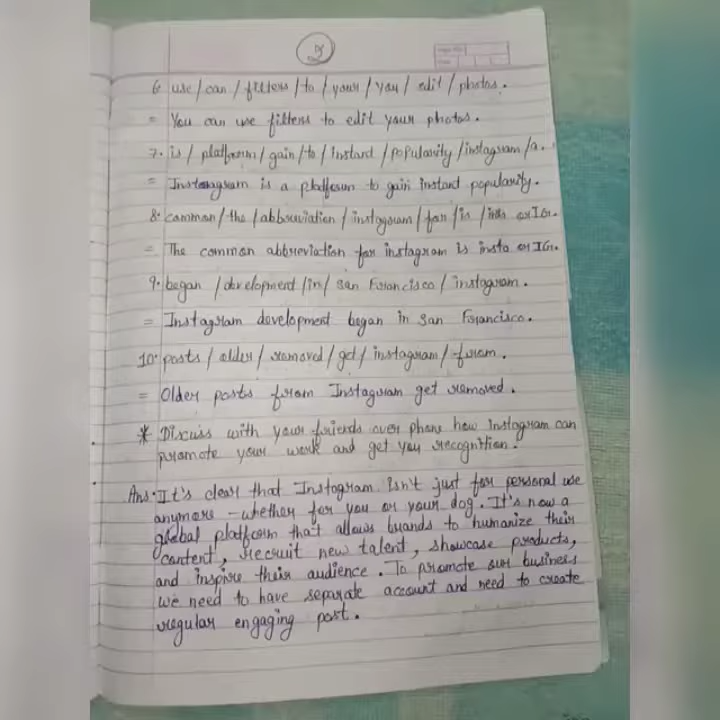 6. use / can / filters / to / your / you / edit / photos.
= You can use filters to edit your photos.
7. is / platform / gain / to / instant / popularity / instagram / a.
= Instagram is a platform to gain instant popularity.
8. common / the / abbreviation / instagram / for / is / insta or IG.
= The common abbreviation for instagram is insta or IG.
9. began / development / in / san Francisco / instagram.
= Instagram development began in san Francisco.
10. posts / older / removed / get / instagram / from.
= Older posts from Instagram get removed.
* Discuss with your friends over phone how instagram can
promote your work and get you recognition.
Ans. It's clear that Instagram isn't just for personal use
anymore - whether for you or your dog. It's now a
global platform that allows brands to humanize their
content, recruit new talent, showcase products,
and inspire their audience. To promote our business
we need to have separate account and need to create
regular engaging post.